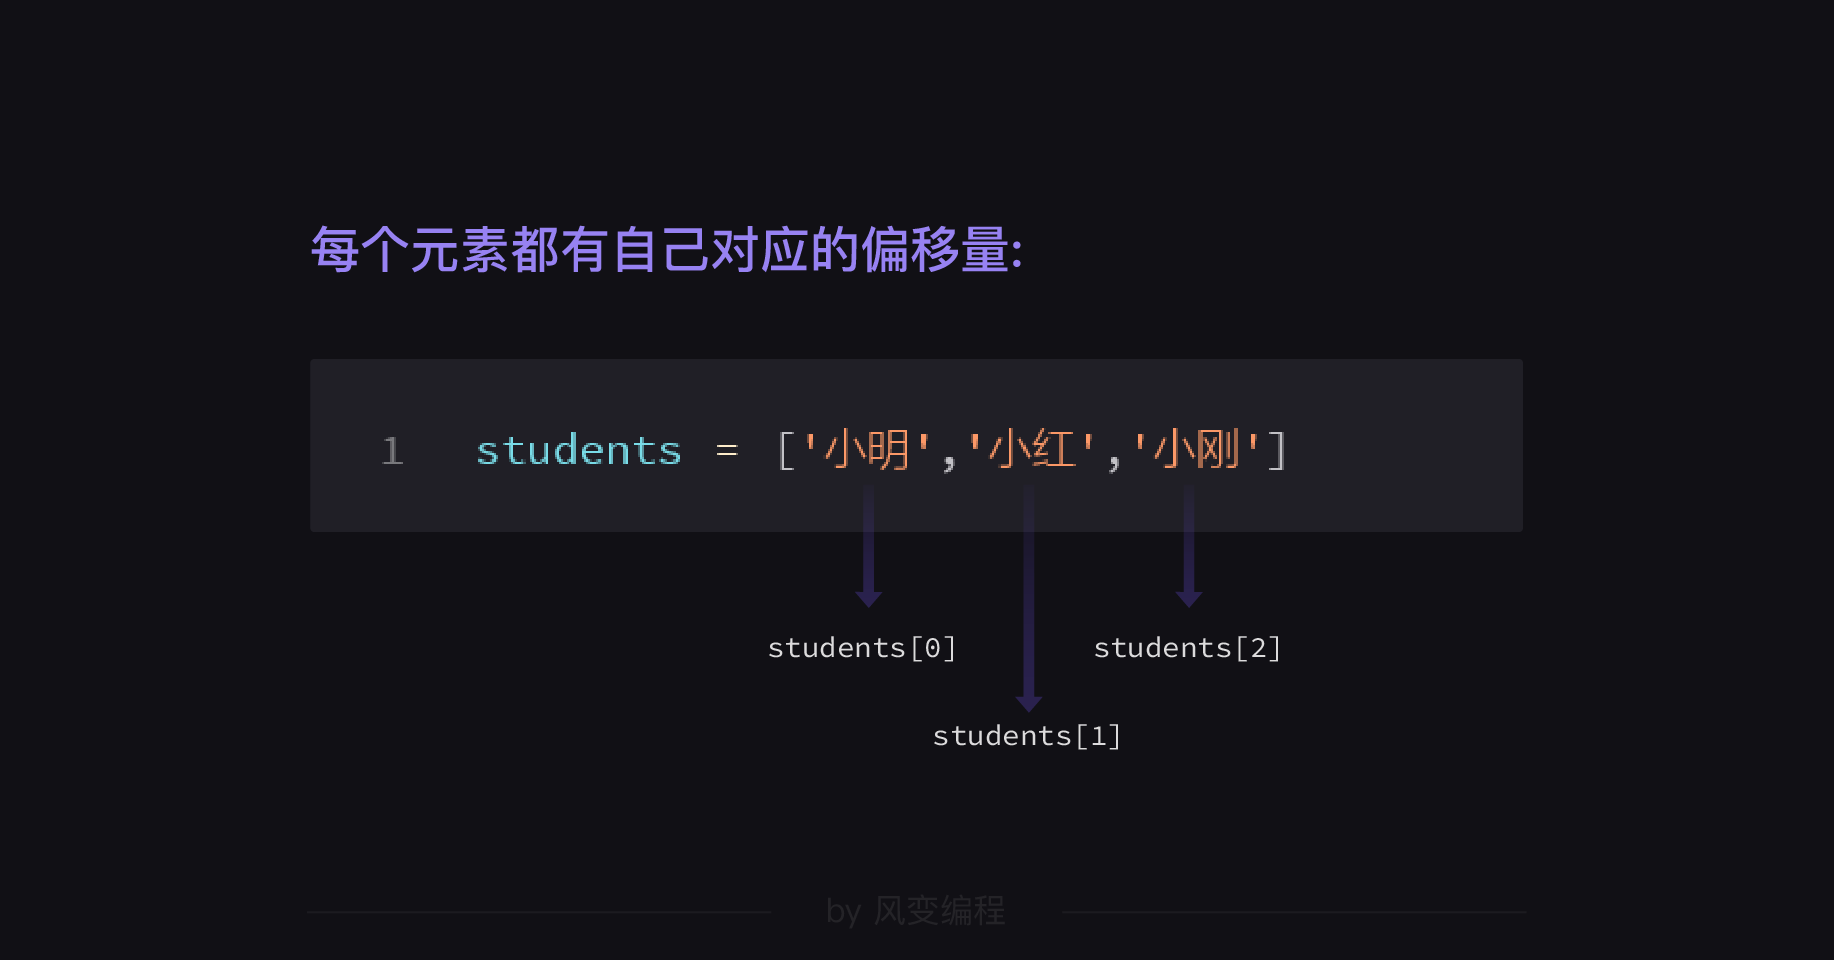 每个元素都有自己对应的偏移量:
1 students = ['小明','小红','小刚']
students[0] students[2]
students[1]
by 风变编程